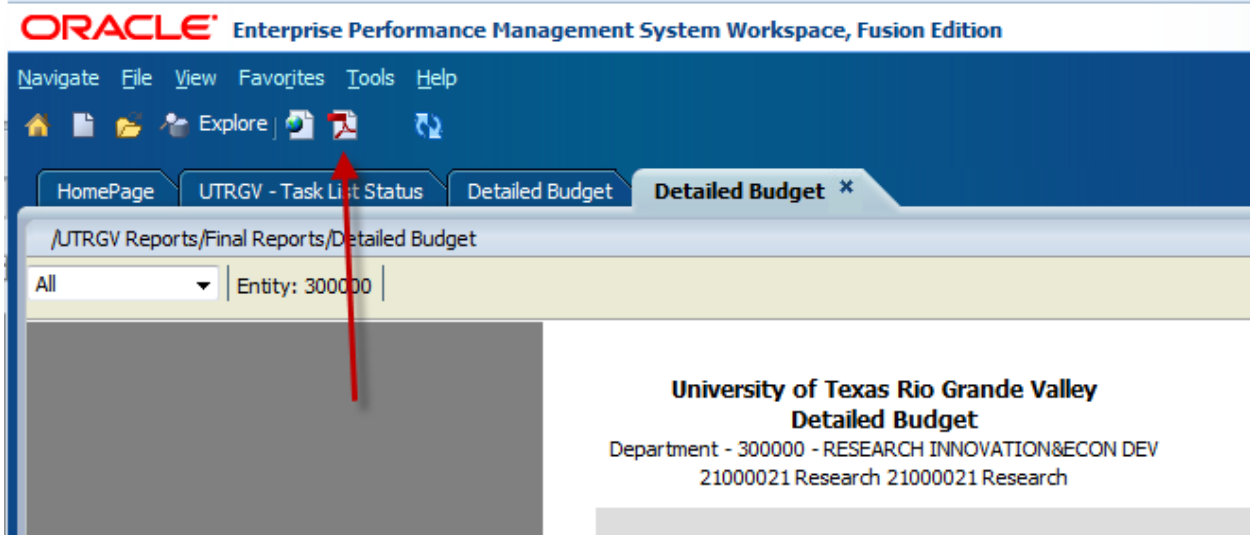 ORACLE Enterprise Performance Management System Workspace, Fusion Edition
Navigate File View Favorites Tools Help
Explore
HomePage UTRGV - Task List Status Detailed Budget Detailed Budget
/UTRGV Reports/Final Reports/Detailed Budget
All Entity: 300000
University of Texas Rio Grande Valley
Detailed Budget
Department - 300000 - RESEARCH INNOVATION&ECON DEV
21000021 Research 21000021 Research